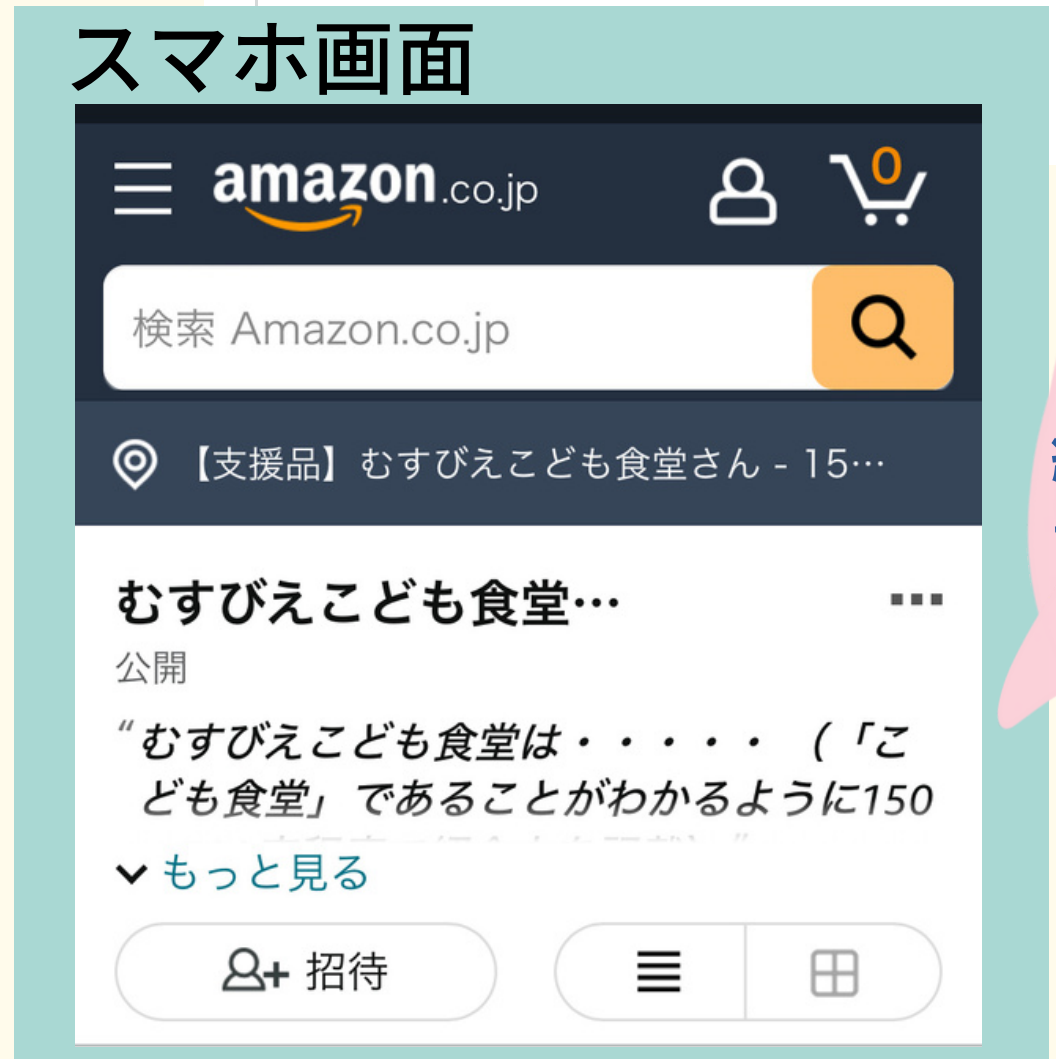 スマホ画面
amazon.co.jp
0
検索 Amazon.co.jp
【支援品】むすびえこども食堂さん - 15…
むすびえこども食堂…
公開
“むすびえこども食堂は・・・・・（「こ
ども食堂」であることがわかるように150
もっと見る
招待